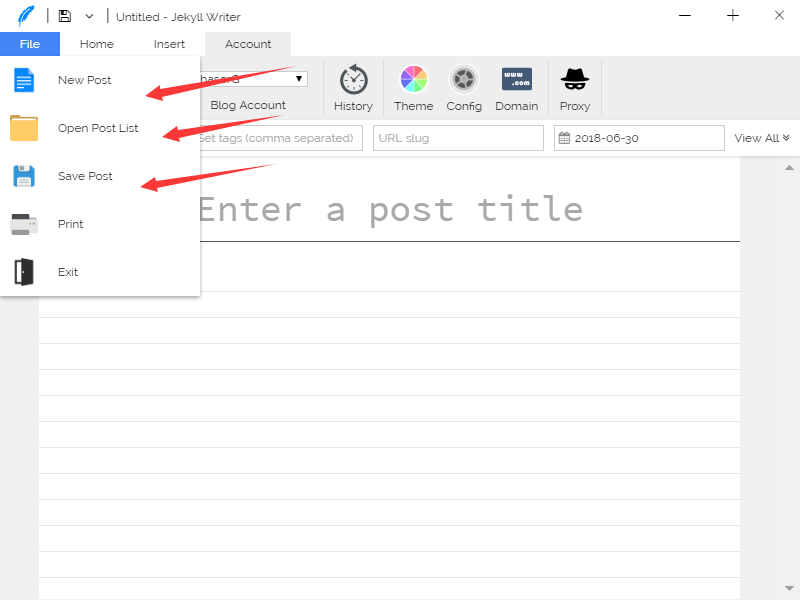 Untitled - Jekyll Writer
File Home Insert Account
New Post
Open Post List
Save Post
Print
Exit
Blog Account
History
Theme
Config
Domain
Proxy
www
.com
Set tags (comma separated)
URL slug
2018-06-30
View All
Enter a post title